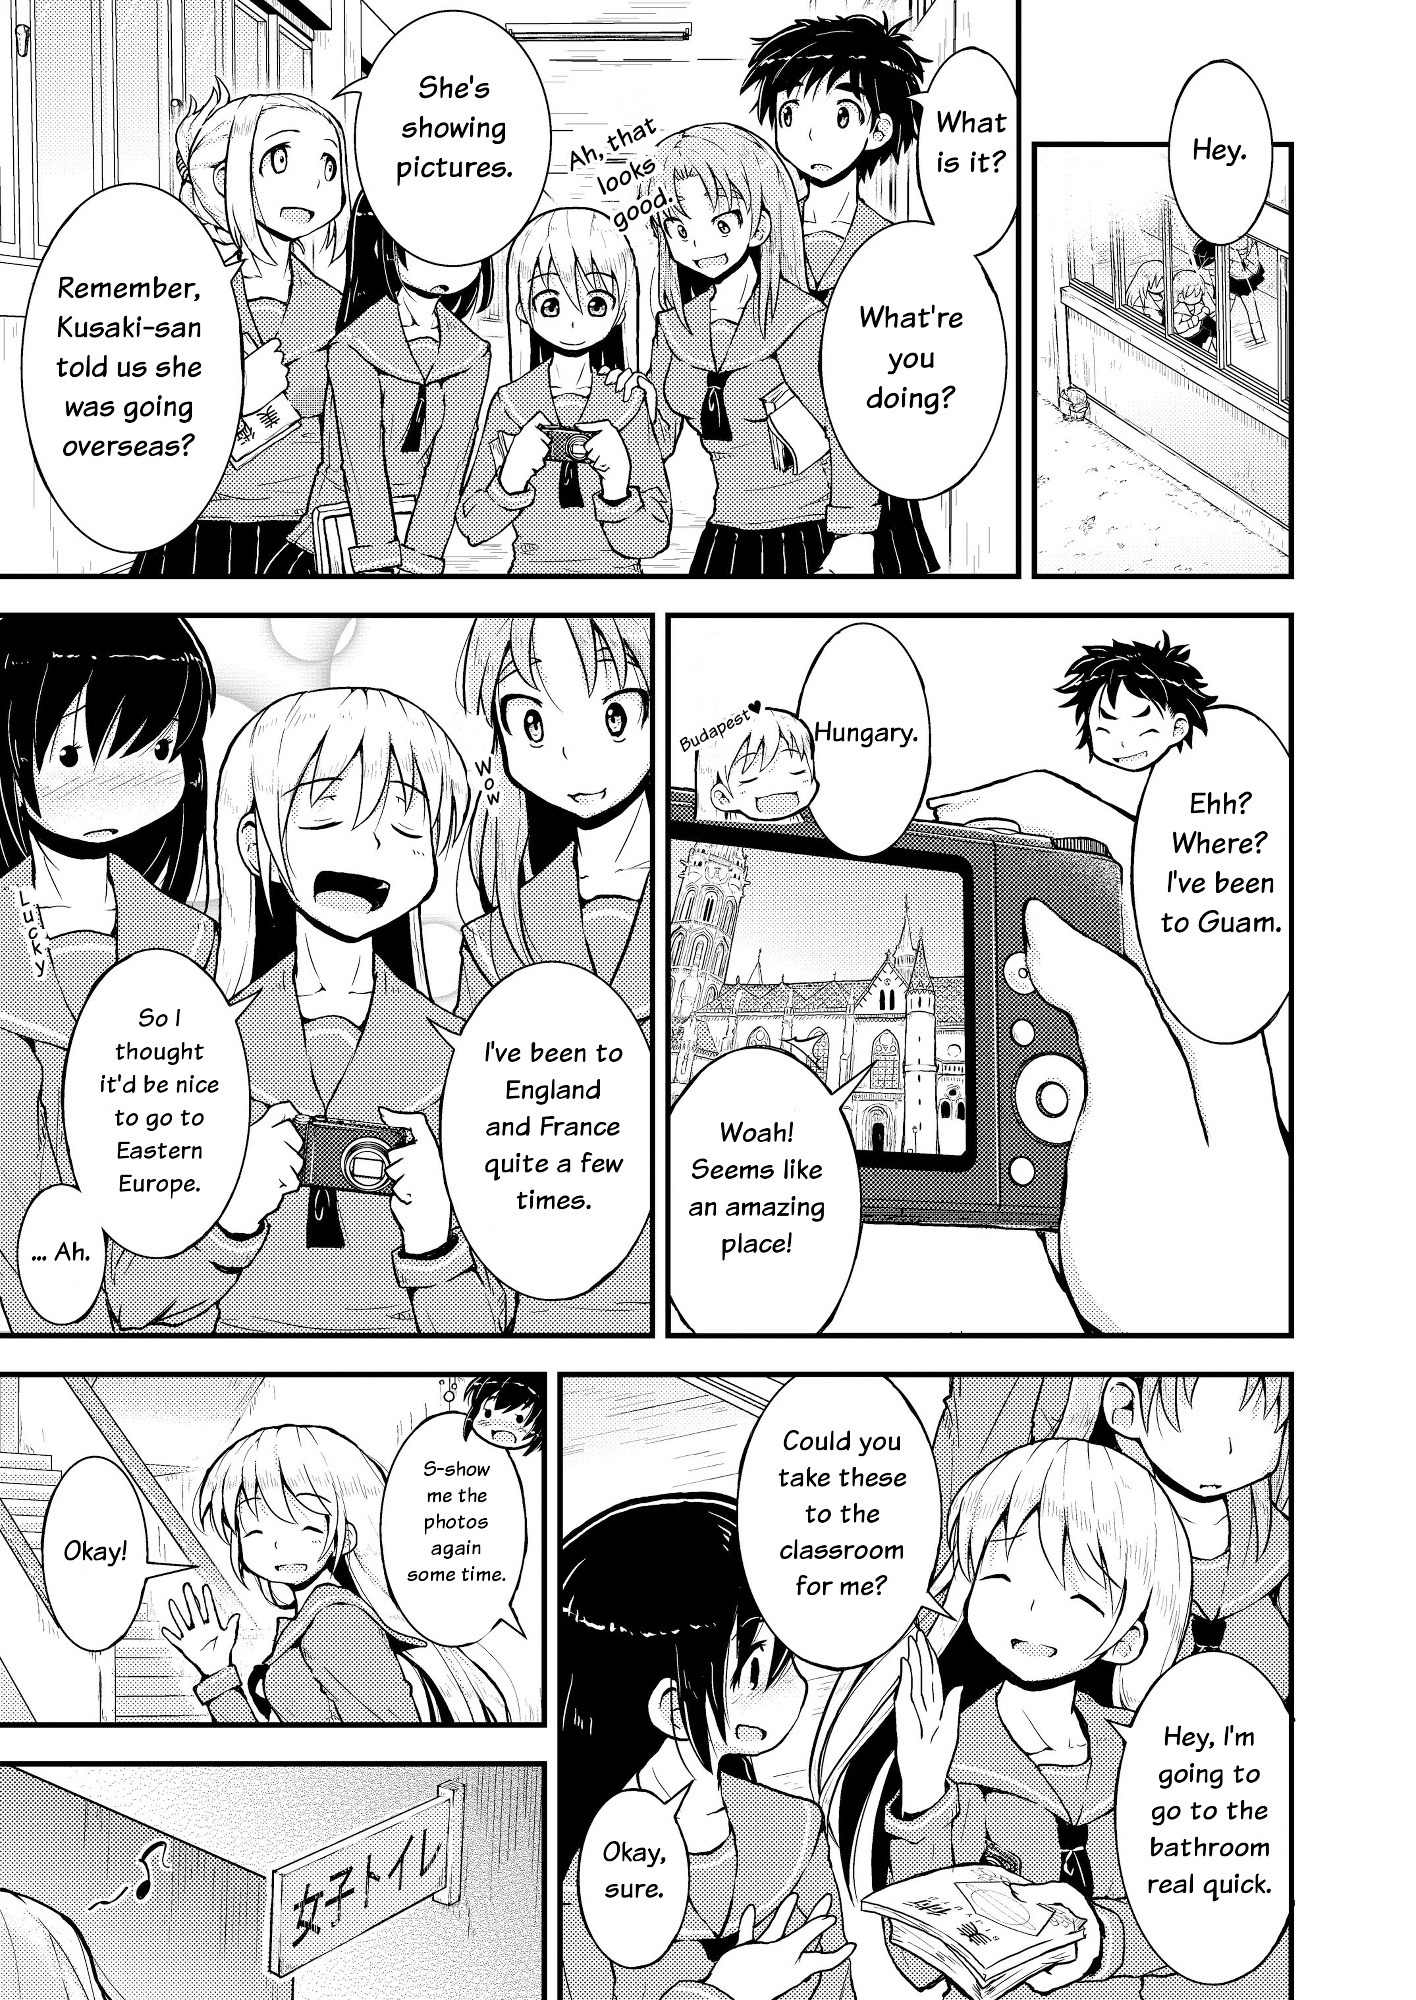 Hey.
What
is it?
What're
you
doing?
Ah, that
looks
good.
She's
showing
pictures.
Remember,
Kusaki-san
told us she
was going
overseas?
Ehh?
Where?
I've been
to Guam.
Hungary.
Budapest♥
Woah!
Seems like
an amazing
place!
Wow
I've been to
England
and France
quite a few
times.
So I
thought
it'd be nice
to go to
Eastern
Europe.
Lucky
... Ah.
Hey, I'm
going to
go to the
bathroom
real quick.
Could you
take these
to the
classroom
for me?
Okay,
sure.
S-show
me the
photos
again
some time.
Okay!
女子トイレ